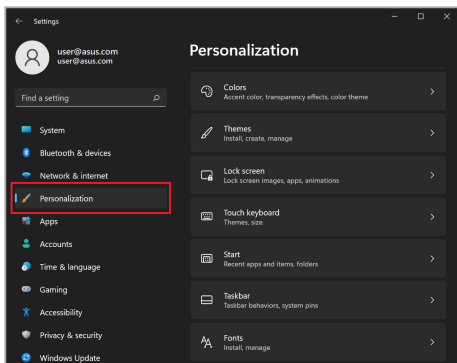 Settings
user@asus.com
user@asus.com
Find a setting
System
Bluetooth & devices
Network & internet
Personalization
Apps
Accounts
Time & language
Gaming
Accessibility
Privacy & security
Windows Update
Personalization
Colors
Accent color, transparency effects, color theme
Themes
Install, create, manage
Lock screen
Lock screen images, apps, animations
Touch keyboard
Themes, size
Start
Recent apps and items, folders
Taskbar
Taskbar behaviors, system pins
Fonts
Install, manage